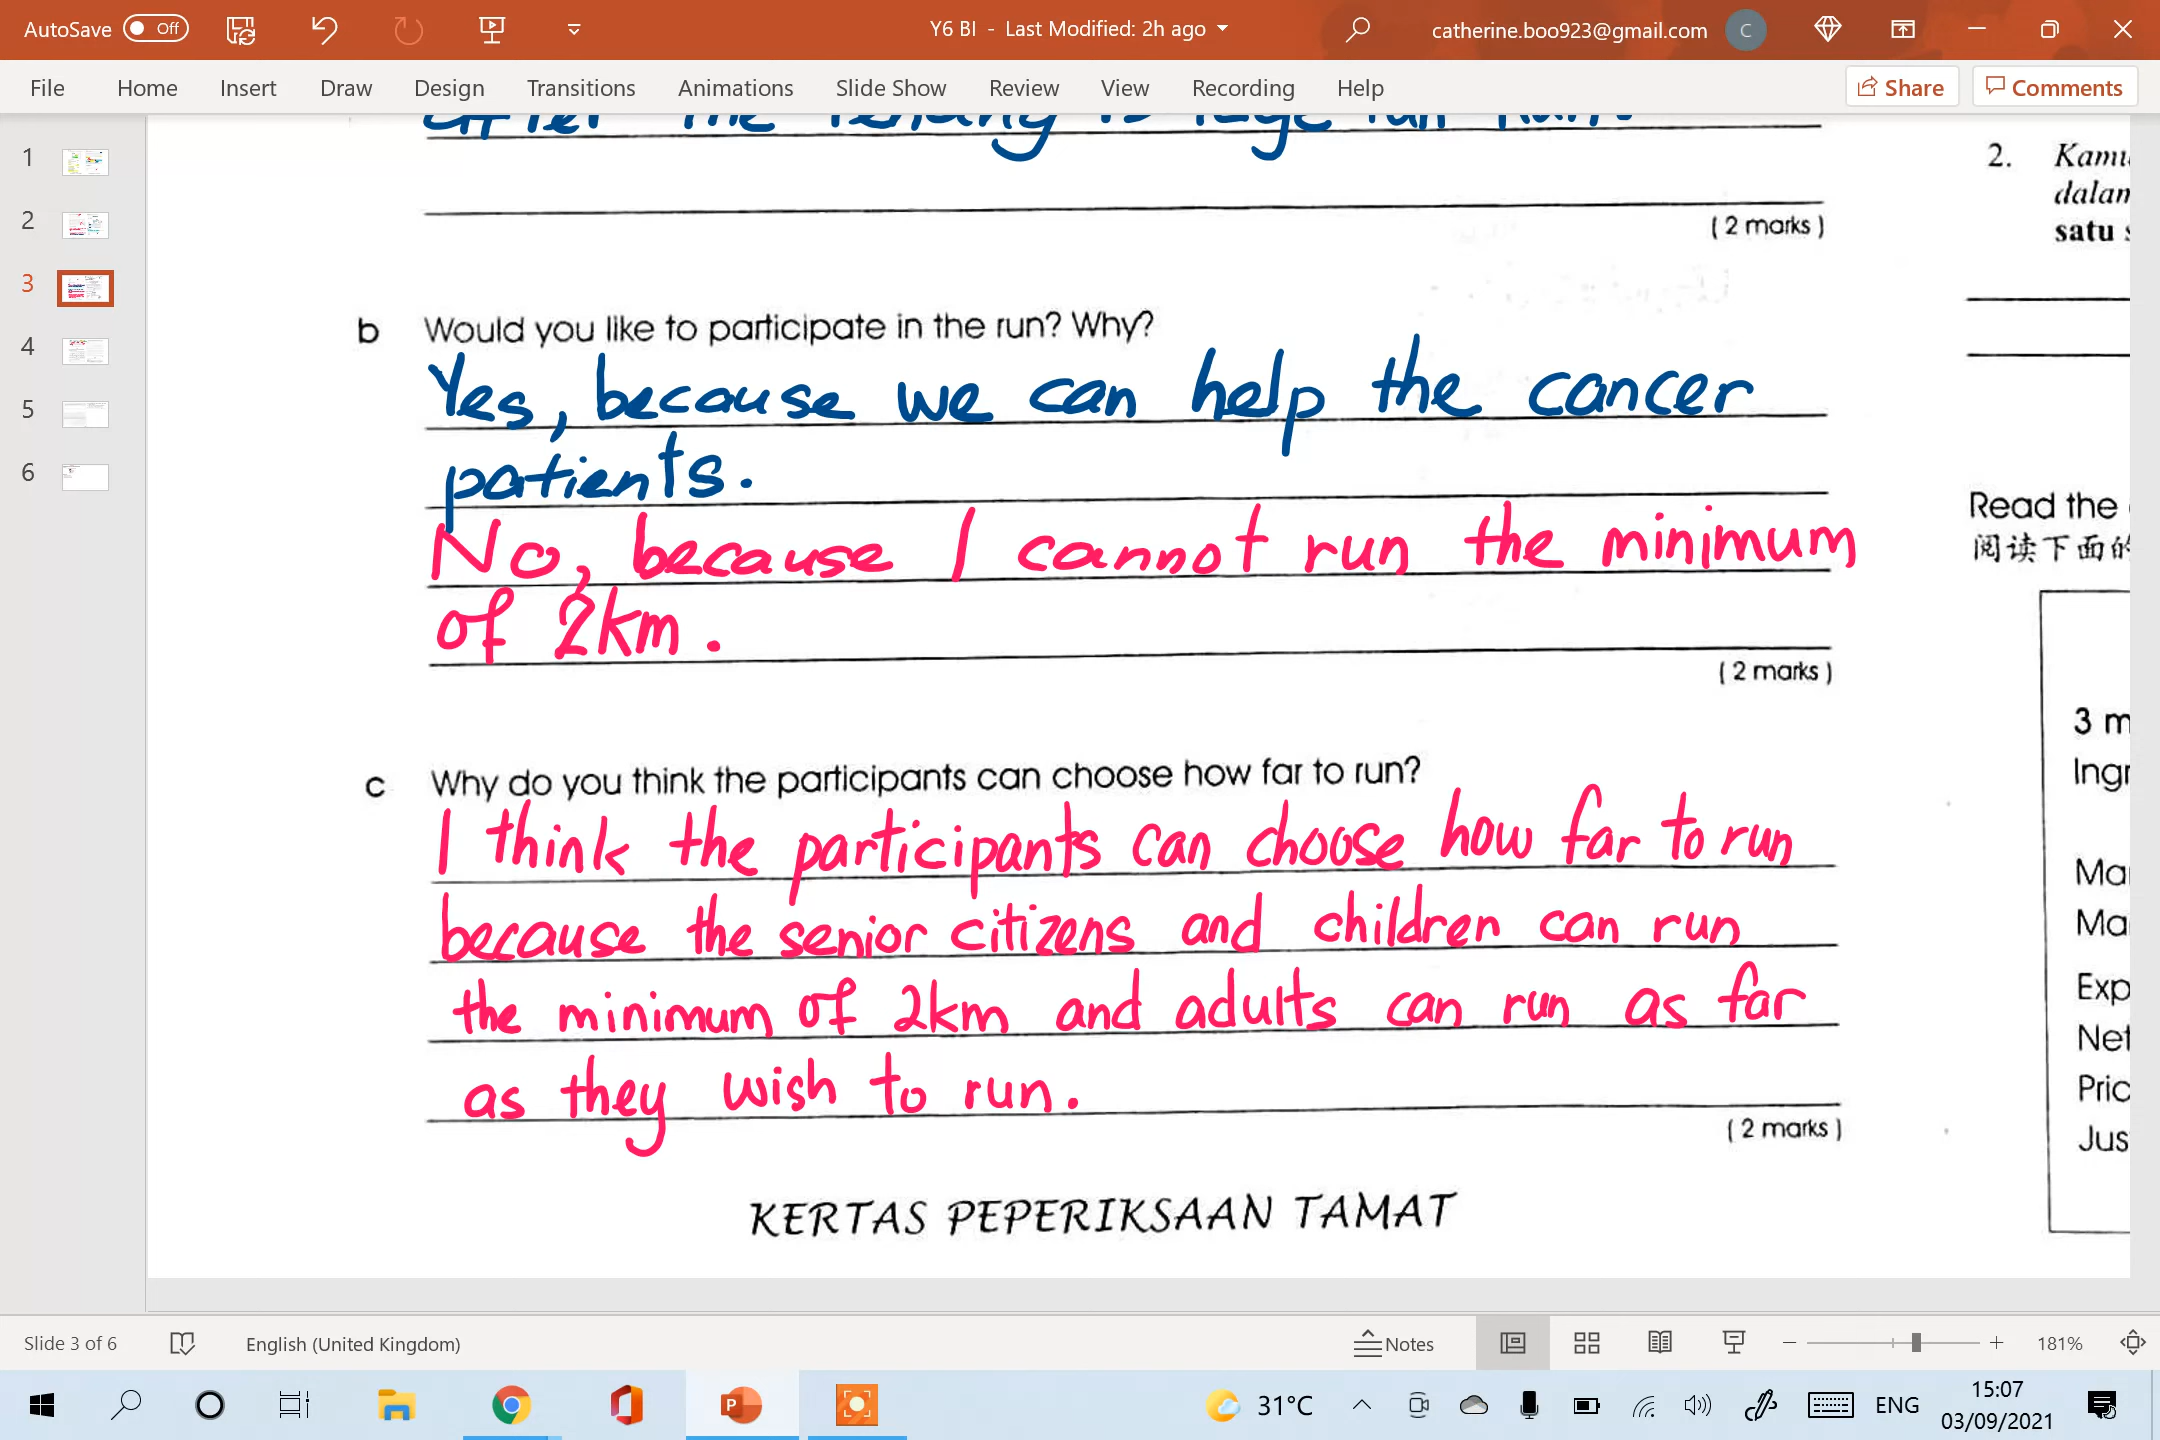 AutoSave Off
Y6 BI - Last Modified: 2h ago
catherine.boo923@gmail.com C
File Home Insert Draw Design Transitions Animations Slide Show Review View Recording Help Share Comments
1
2
3
4
5
6
After the
( 2 marks )
b Would you like to participate in the run? Why?
Yes, because we can help the cancer
patients.
No, because I cannot run the minimum
of 2km.
( 2 marks )
c Why do you think the participants can choose how far to run?
I think the participants can choose how far to run
because the senior citizens and children can run
the minimum of 2km and adults can run as far
as they wish to run.
( 2 marks )
KERTAS PEPERIKSAAN TAMAT
2. Kamu
dalam
satu
Read the
阅读下面的
3 m
Ingr
Ma
Ma
Exp
Net
Pric
Jus
Slide 3 of 6 English (United Kingdom) Notes 181%
31°C ENG 15:07
03/09/2021